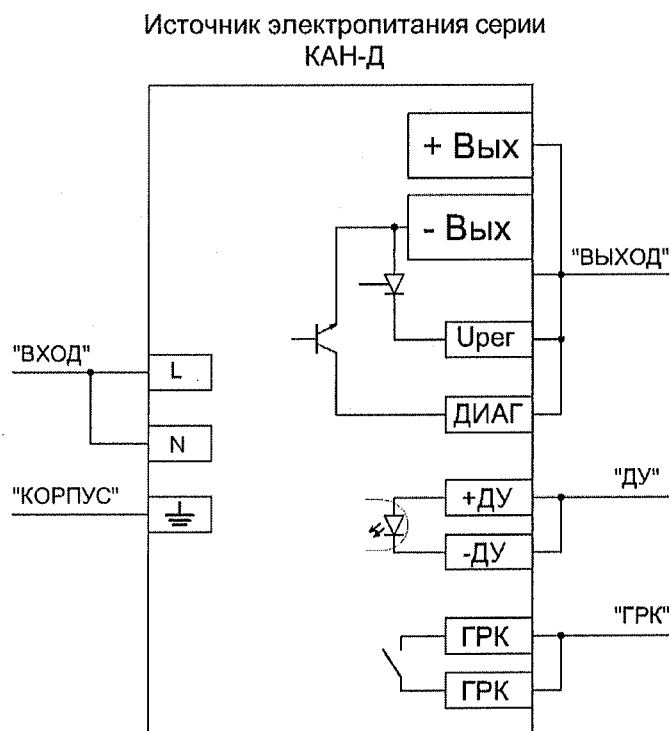 Источник электропитания серии
КАН-Д
+ Вых
- Вых
"ВЫХОД"
Uрег
"ВХОД"
L
ДИАГ
N
"КОРПУС"
+ДУ
"ДУ"
-ДУ
"ГРК"
ГРК
ГРК